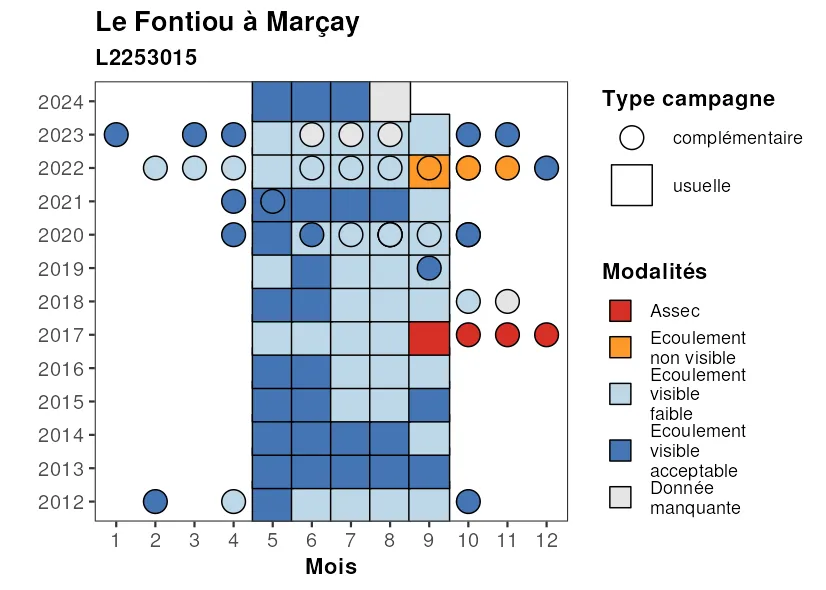 Le Fontiou à Marçay
L2253015
2024
2023
2022
2021
2020
2019
2018
2017
2016
2015
2014
2013
2012
1 2 3 4 5 6 7 8 9 10 11 12
Mois
Type campagne
complémentaire
usuelle
Modalités
Assec
Ecoulement
non visible
Ecoulement
visible
faible
Ecoulement
visible
acceptable
Donnée
manquante